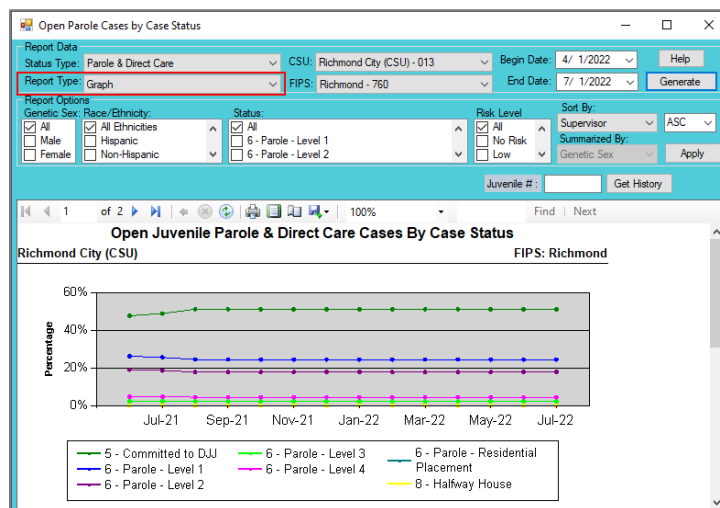 Open Parole Cases by Case Status
Report Data
Status Type: Parole & Direct Care CSU: Richmond City (CSU) - 013 Begin Date: 4/ 1/2022 Help
Report Type: Graph FIPS: Richmond - 760 End Date: 7/ 1/2022 Generate
Report Options
Genetic Sex: Race/Ethnicity: Status: Risk Level Sort By:
All All Ethnicities All All Supervisor ASC
Male Hispanic 6 - Parole - Level 1 No Risk Summarized By:
Female Non-Hispanic 6 - Parole - Level 2 Low Genetic Sex Apply
Juvenile # : Get History
1 of 2 100% Find | Next
Open Juvenile Parole & Direct Care Cases By Case Status
Richmond City (CSU) FIPS: Richmond
60%
40%
20%
0%
Percentage
Jul-21 Sep-21 Nov-21 Jan-22 Mar-22 May-22 Jul-22
5 - Committed to DJJ 6 - Parole - Level 3 6 - Parole - Residential
6 - Parole - Level 1 6 - Parole - Level 4 Placement
6 - Parole - Level 2 8 - Halfway House